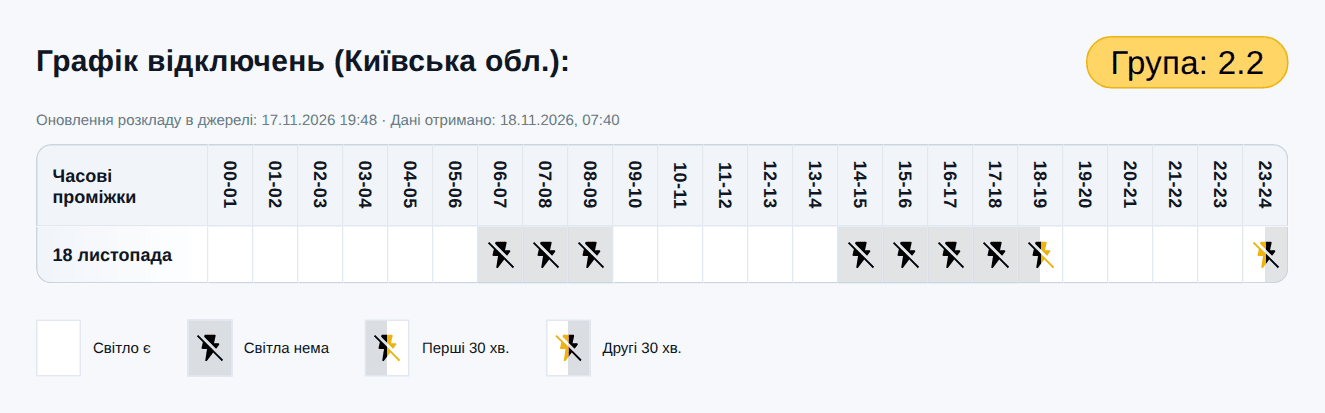 Графік відключень (Київська обл.):
Група: 2.2
Оновлення розкладу в джерелі: 17.11.2026 19:48 · Дані отримано: 18.11.2026, 07:40
Часові
проміжки
00-01
01-02
02-03
03-04
04-05
05-06
06-07
07-08
08-09
09-10
10-11
11-12
12-13
13-14
14-15
15-16
16-17
17-18
18-19
19-20
20-21
21-22
22-23
23-24
18 листопада
Світло є
Світла нема
Перші 30 хв.
Другі 30 хв.